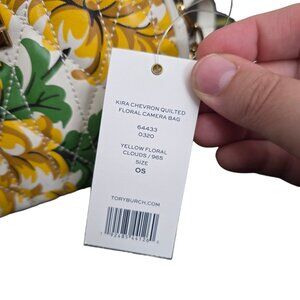 KIRA CHEVRON QUILTED
FLORAL CAMERA BAG
64433
0320
YELLOW FLORAL
CLOUDS / 965
SIZE
OS
TORYBURCH.COM